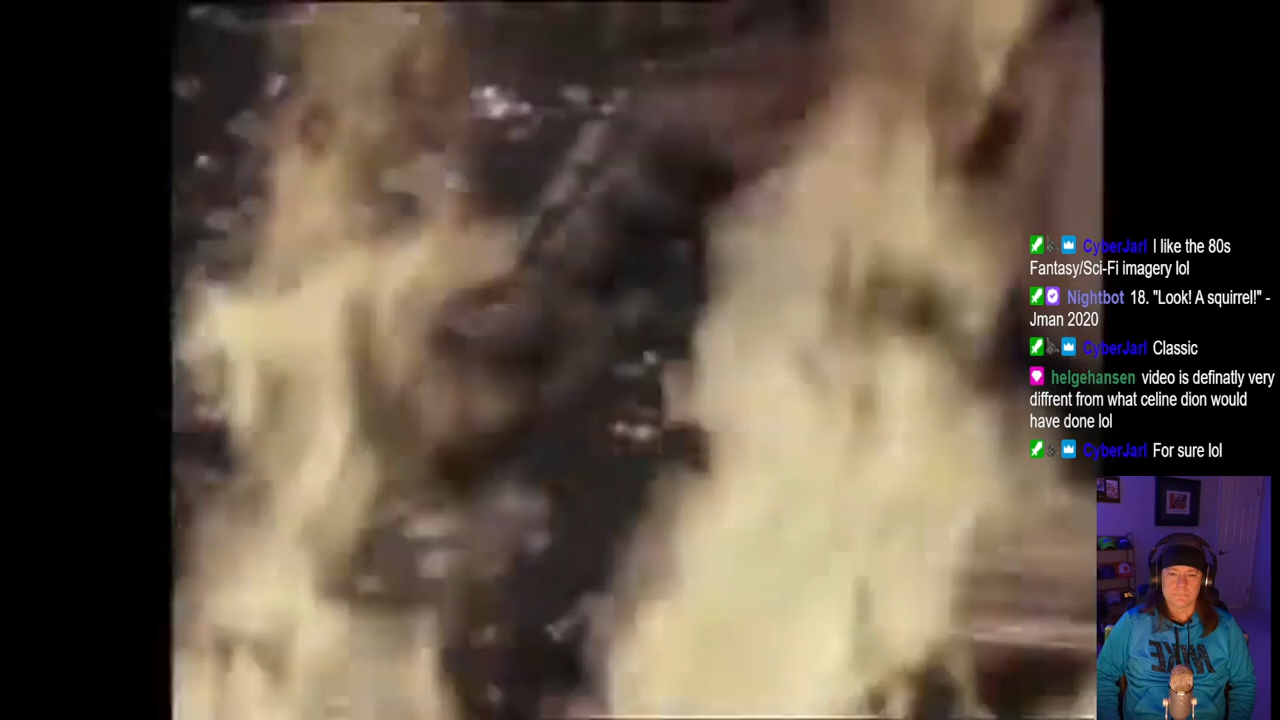 CyberJarl I like the 80s
Fantasy/Sci-Fi imagery lol
Nightbot 18. "Look! A squirrel!" -
Jman 2020
CyberJarl Classic
helgehansen video is definatly very
diffrent from what celine dion would
have done lol
CyberJarl For sure lol
NIKE